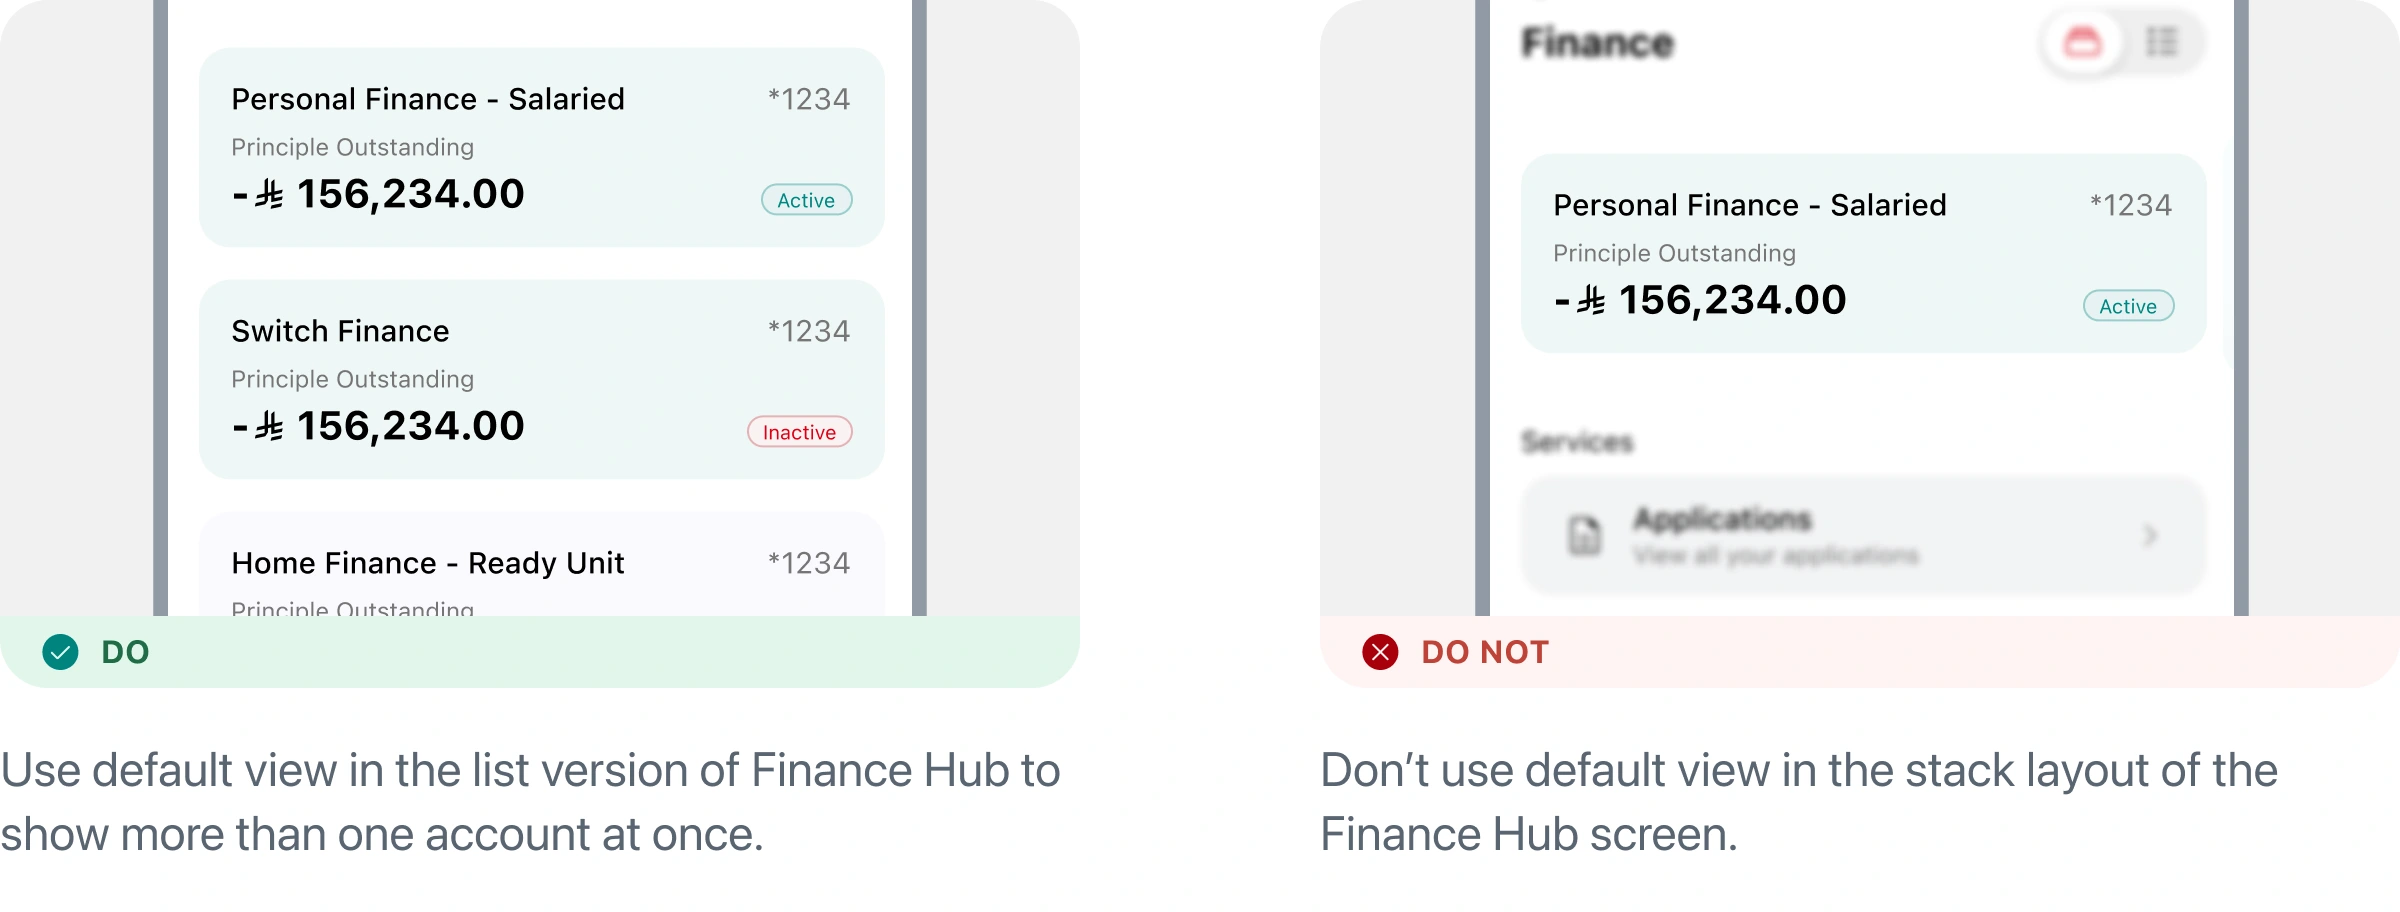 Personal Finance - Salaried *1234
Principle Outstanding
-⃁ 156,234.00 Active
Switch Finance *1234
Principle Outstanding
-⃁ 156,234.00 Inactive
Home Finance - Ready Unit *1234
Principle Outstanding
DO
Use default view in the list version of Finance Hub to
show more than one account at once.
Finance
Personal Finance - Salaried *1234
Principle Outstanding
-⃁ 156,234.00 Active
Services
Applications
View all your applications
DO NOT
Don’t use default view in the stack layout of the
Finance Hub screen.